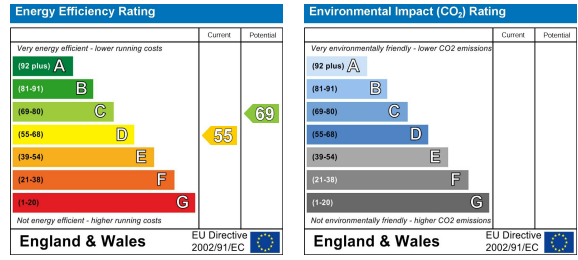 Energy Efficiency Rating
Current Potential
Very energy efficient - lower running costs
(92 plus) A
(81-91) B
(69-80) C
69
(55-68) D
55
(39-54) E
(21-38) F
(1-20) G
Not energy efficient - higher running costs
England & Wales
EU Directive
2002/91/EC
Environmental Impact (CO2) Rating
Current Potential
Very environmentally friendly - lower CO2 emissions
(92 plus) A
(81-91) B
(69-80) C
(55-68) D
(39-54) E
(21-38) F
(1-20) G
Not environmentally friendly - higher CO2 emissions
England & Wales
EU Directive
2002/91/EC